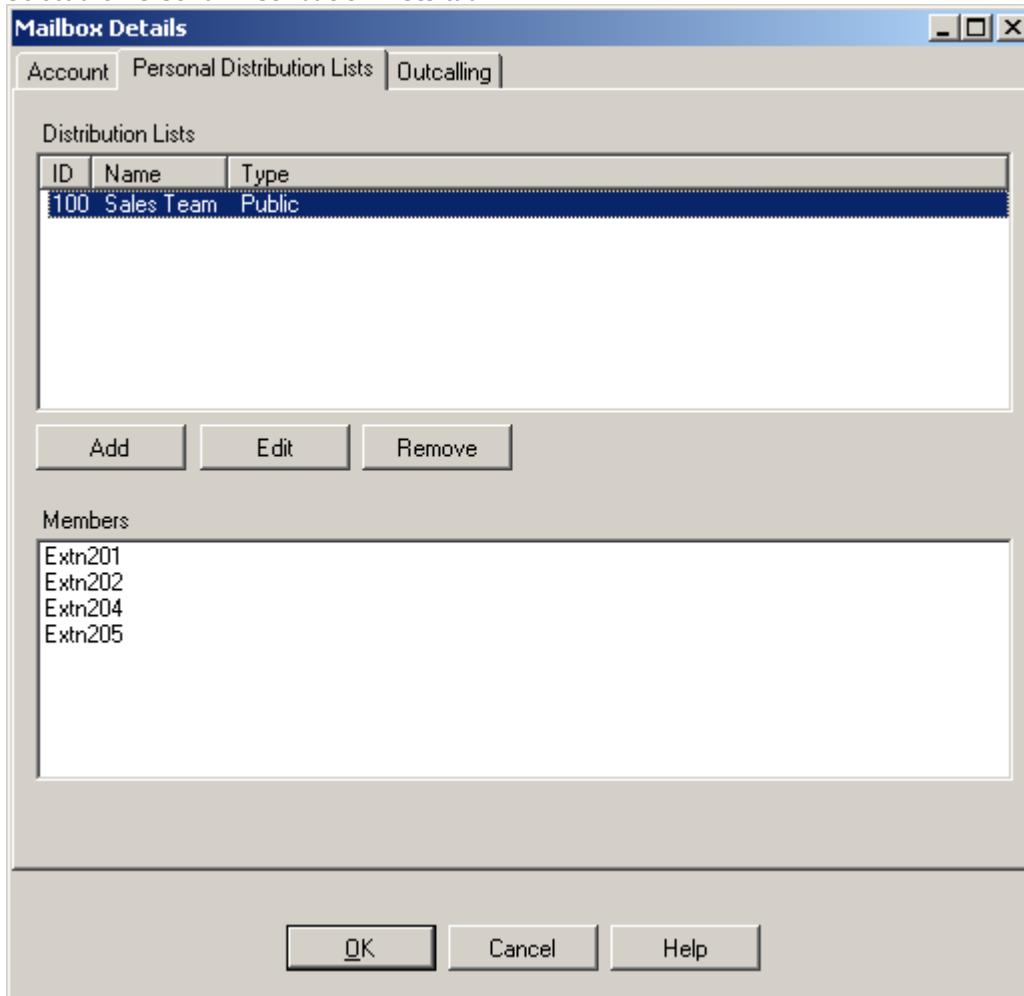 Mailbox Details
Account Personal Distribution Lists Outcalling
Distribution Lists
ID Name Type
100 Sales Team Public
Add Edit Remove
Members
Extn201
Extn202
Extn204
Extn205
OK Cancel Help